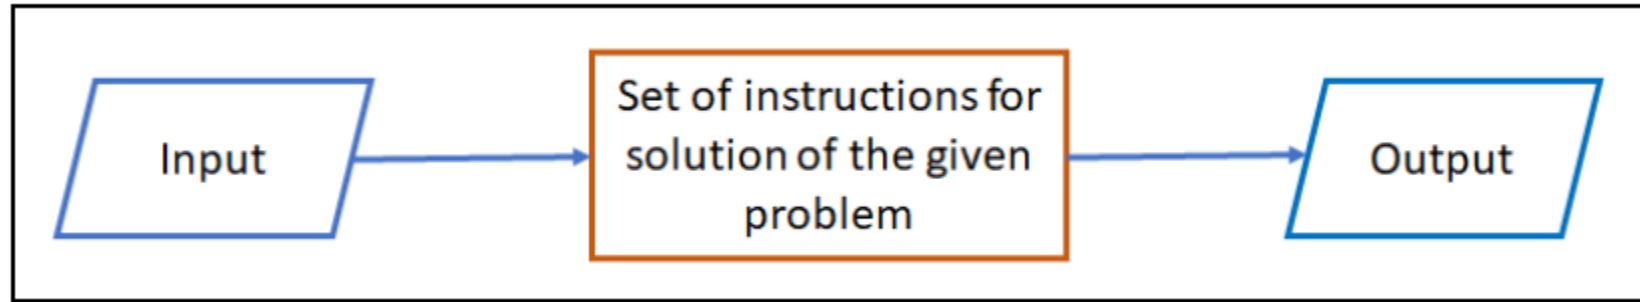 Input
Set of instructions for
solution of the given
problem
Output